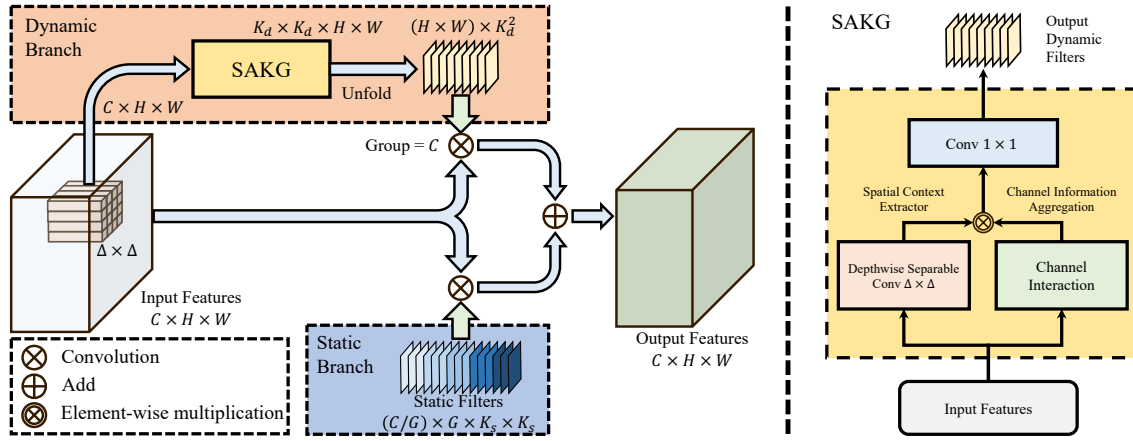 Dynamic
Branch
K_d × K_d × H × W
(H × W) × K_d^2
SAKG
Unfold
C × H × W
Group = C
Δ × Δ
Input Features
C × H × W
Output Features
C × H × W
Convolution
Add
Element-wise multiplication
Static
Branch
Static Filters
(C/G) × G × K_s × K_s
SAKG
Output
Dynamic
Filters
Conv 1 × 1
Spatial Context
Extractor
Channel Information
Aggregation
Depthwise Separable
Conv Δ × Δ
Channel
Interaction
Input Features